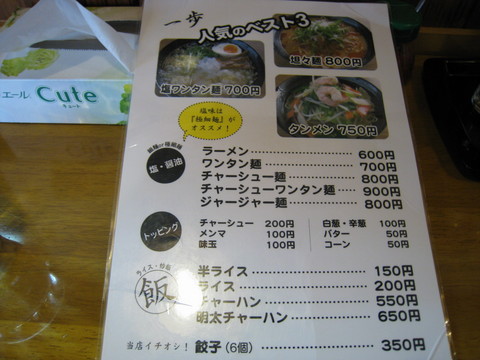 一歩
人気のベスト3
塩ワンタン麺 700円
坦々麺 800円
タンメン 750円
塩味は
『極細麺』が
オススメ!
エール
Cute
キュート
塩・醤油
ラーメン 600円
ワンタン麺 700円
チャーシュー麺 800円
チャーシューワンタン麺 900円
ジャージャー麺 800円
トッピング
チャーシュー 200円
メンマ 100円
味玉 100円
白葱・辛葱 100円
バター 50円
コーン 50円
飯
半ライス 150円
ライス 200円
チャーハン 550円
明太チャーハン 650円
当店イチオシ! 餃子(6個) 350円